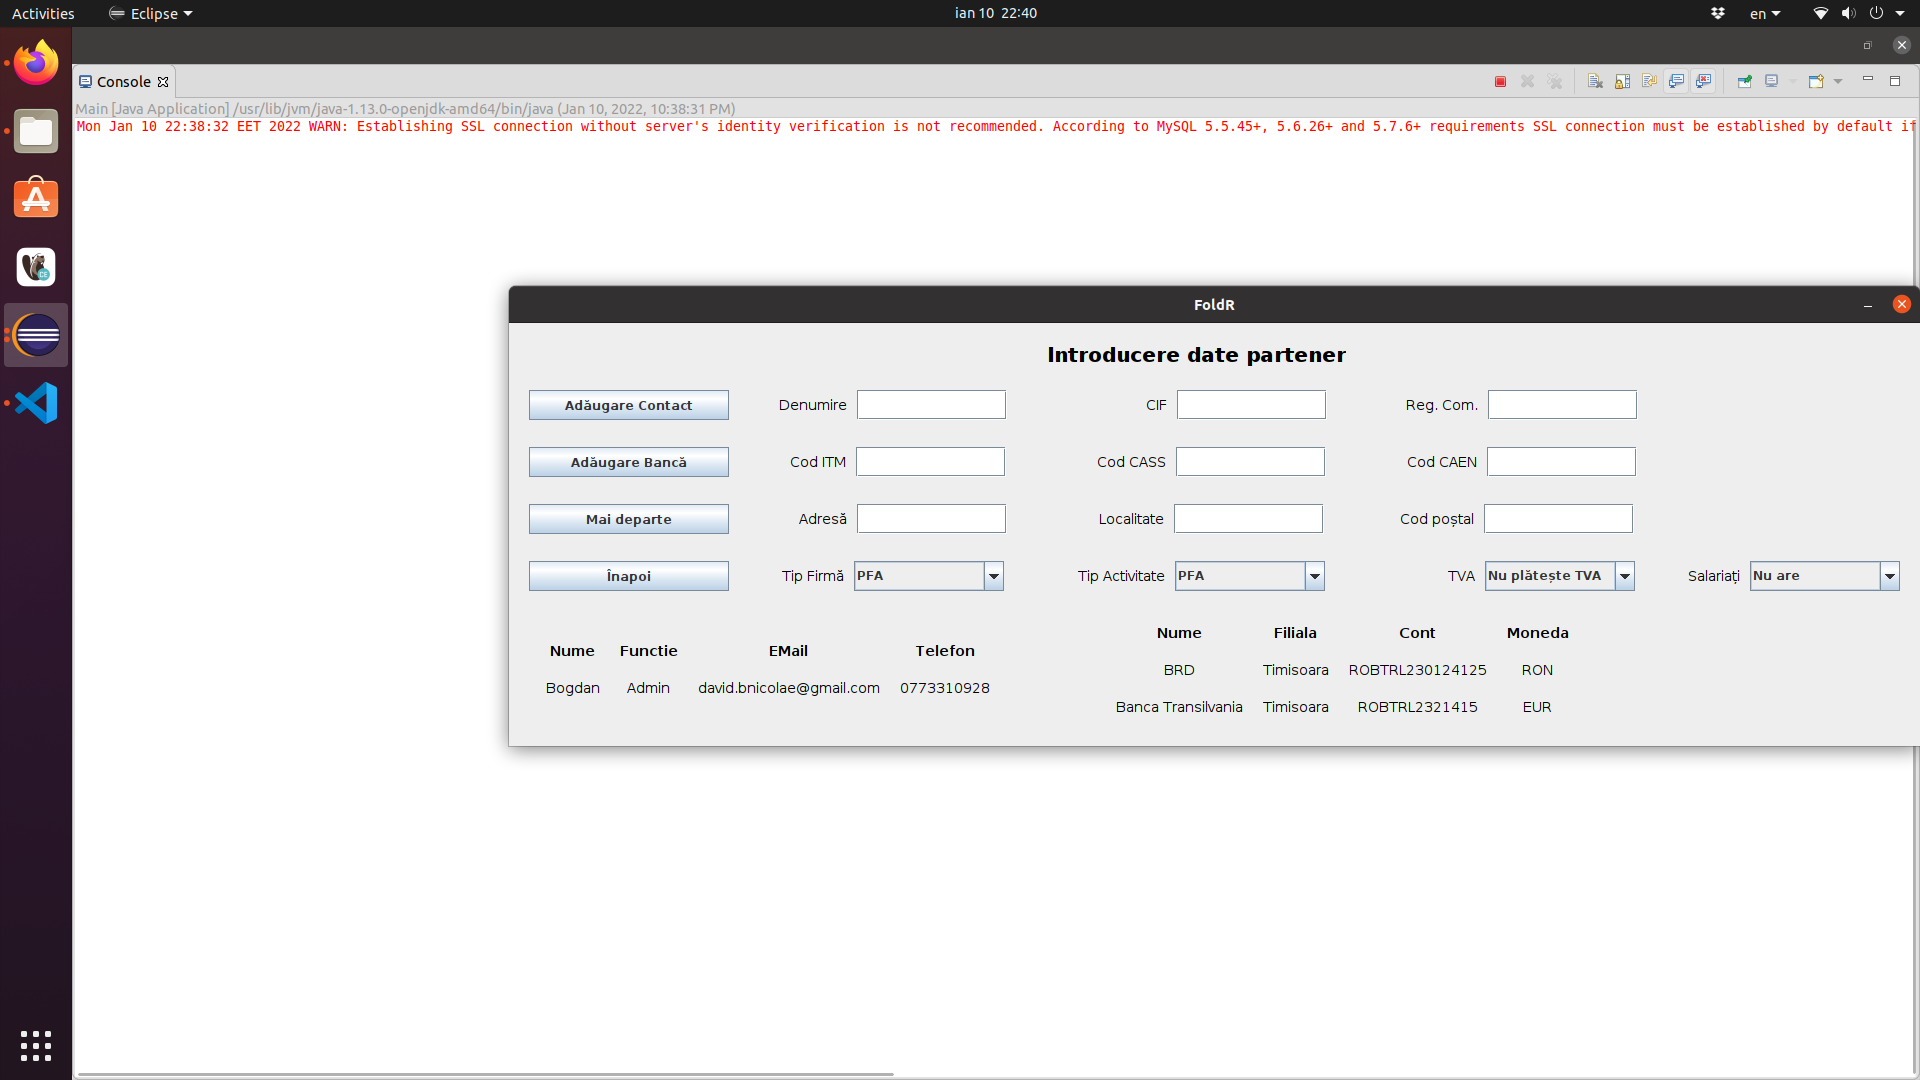 Activities Eclipse ian 10 22:40 en
Console
Main [Java Application] /usr/lib/jvm/java-1.13.0-openjdk-amd64/bin/java (Jan 10, 2022, 10:38:31 PM)
Mon Jan 10 22:38:32 EET 2022 WARN: Establishing SSL connection without server's identity verification is not recommended. According to MySQL 5.5.45+, 5.6.26+ and 5.7.6+ requirements SSL connection must be established by default if
FoldR
Introducere date partener
Adăugare Contact Denumire CIF Reg. Com.
Adăugare Bancă Cod ITM Cod CASS Cod CAEN
Mai departe Adresă Localitate Cod poștal
Înapoi Tip Firmă PFA Tip Activitate PFA TVA Nu plătește TVA Salariați Nu are
Nume Functie EMail Telefon
Bogdan Admin david.bnicolae@gmail.com 0773310928
Nume Filiala Cont Moneda
BRD Timisoara ROBTRL230124125 RON
Banca Transilvania Timisoara ROBTRL2321415 EUR